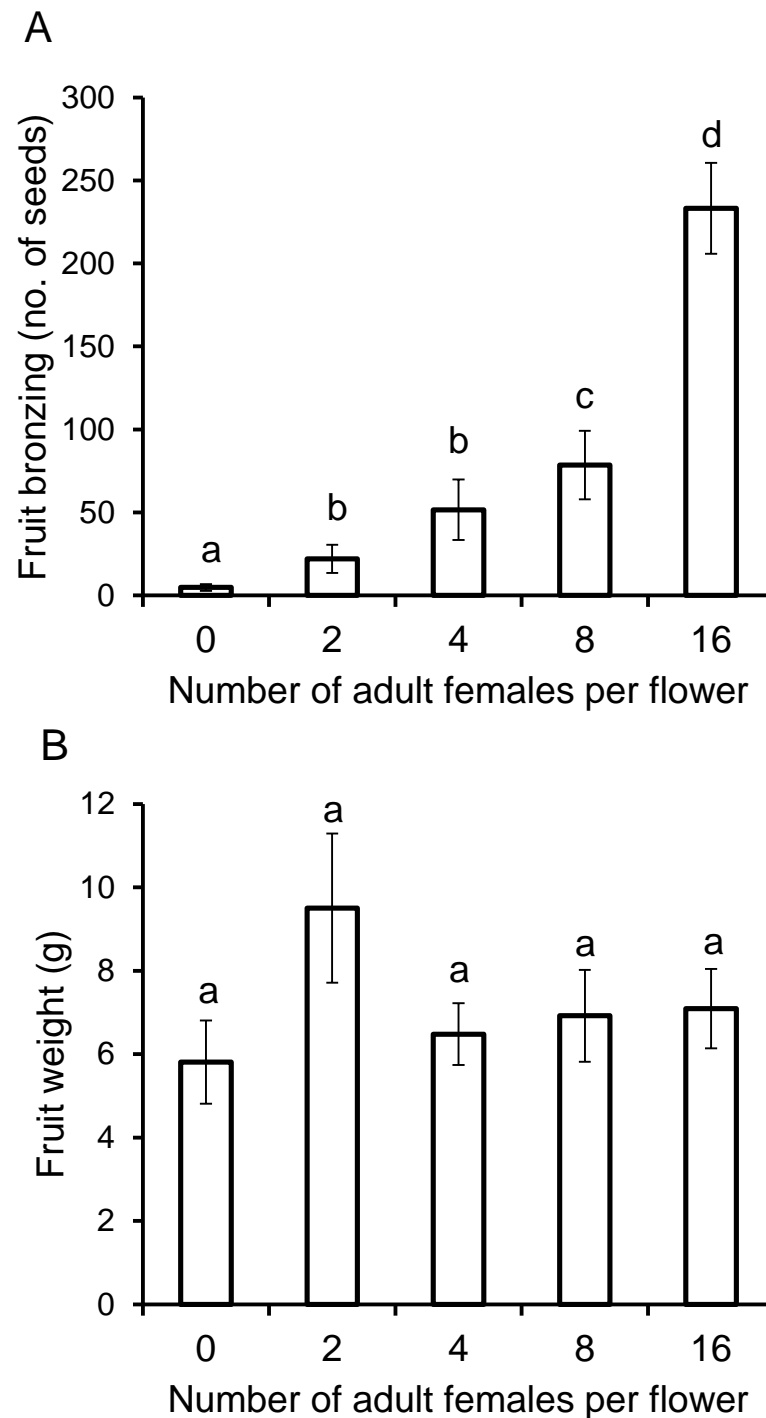 A
Fruit bronzing (no. of seeds)
300
250
200
150
100
50
0
a
b
b
c
d
0 2 4 8 16
Number of adult females per flower
B
Fruit weight (g)
12
10
8
6
4
2
0
a
a
a
a
a
0 2 4 8 16
Number of adult females per flower